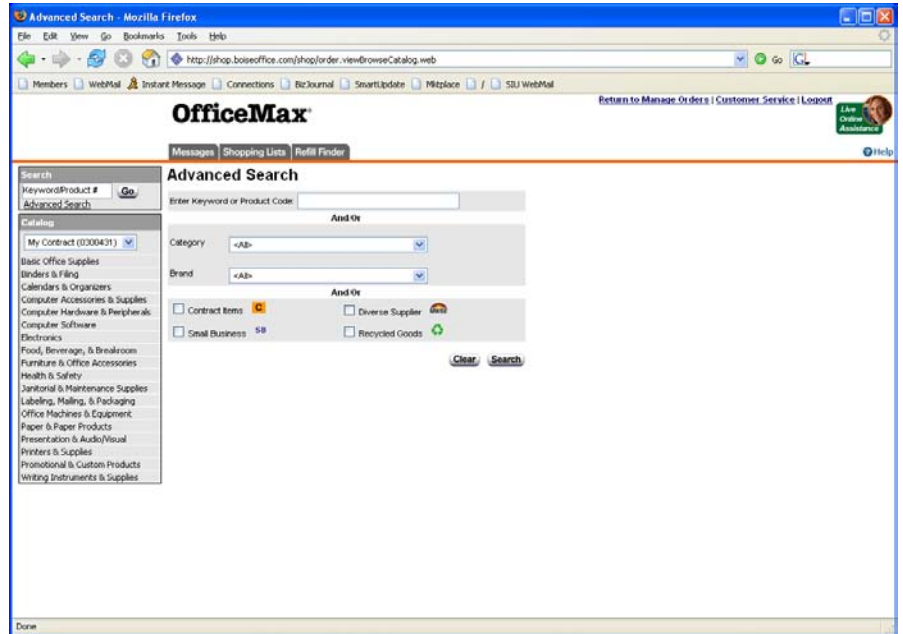 Advanced Search - Mozilla Firefox
File Edit View Go Bookmarks Tools Help
http://shop.boiseoffice.com/shop/order.viewBrowseCatalog.web Go G
Members WebMail Instant Message Connections BizJournal SmartUpdate Mktplace / SIU WebMail
Return to Manage Orders | Customer Service | Logout
Live Online Assistance
OfficeMax
Messages Shopping Lists Refill Finder
Help
Search
Keyword/Product # Go
Advanced Search
Catalog
My Contract (0300431)
Basic Office Supplies
Binders & Filing
Calendars & Organizers
Computer Accessories & Supplies
Computer Hardware & Peripherals
Computer Software
Electronics
Food, Beverage, & Breakroom
Furniture & Office Accessories
Health & Safety
Janitorial & Maintenance Supplies
Labeling, Mailing, & Packaging
Office Machines & Equipment
Paper & Paper Products
Presentation & Audio/Visual
Printers & Supplies
Promotional & Custom Products
Writing Instruments & Supplies
Advanced Search
Enter Keyword or Product Code:
And/Or
Category <All>
Brand <All>
And/Or
Contract Items C Diverse Supplier
Small Business SB Recycled Goods
Clear Search
Done